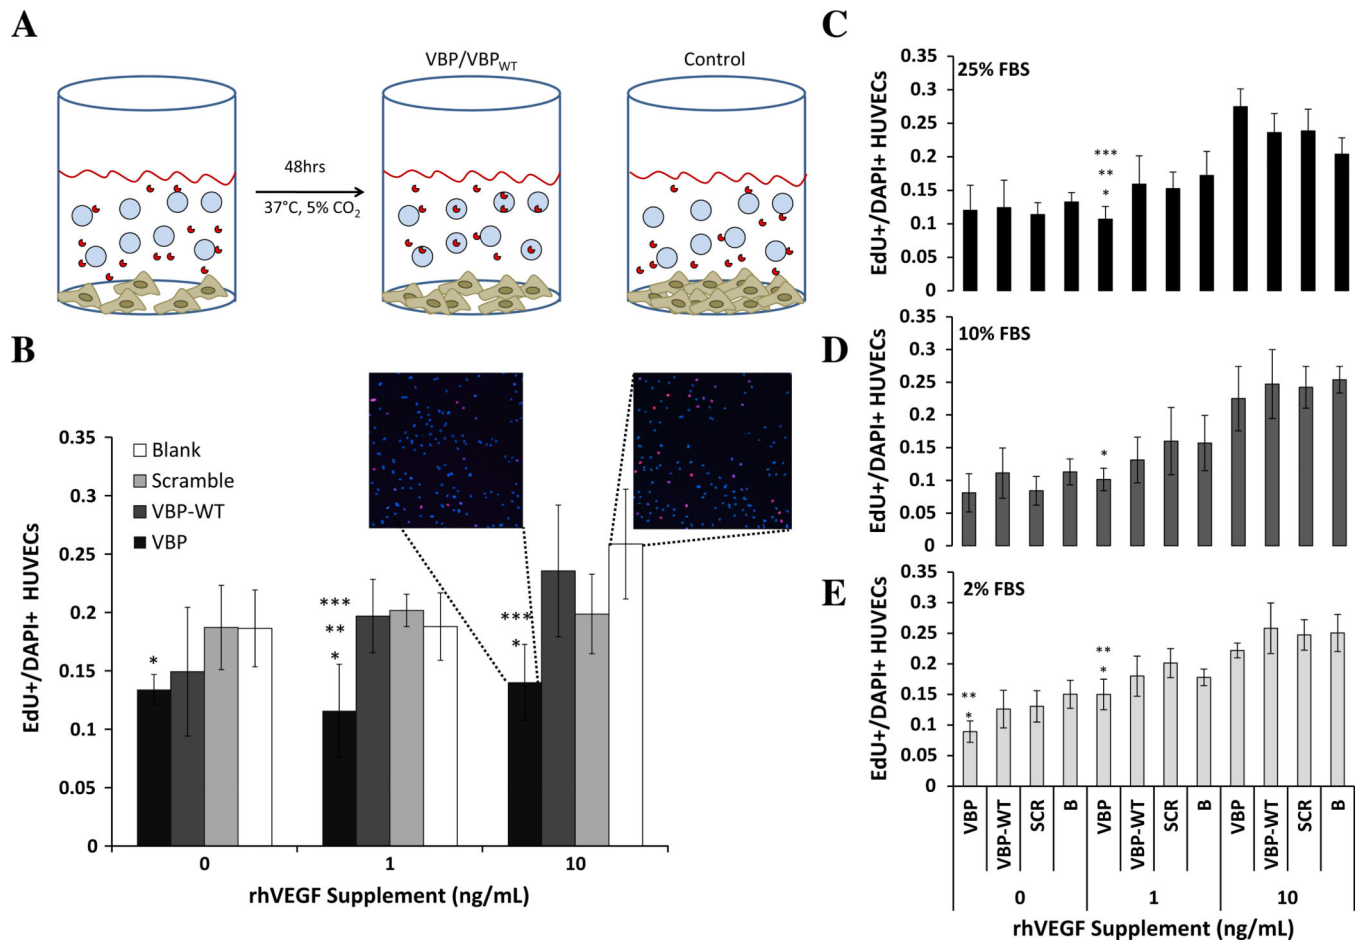 A
VBP/VBPWT
Control
48hrs
37°C, 5% CO2
B
0.35
0.3
0.25
0.2
0.15
0.1
0.05
0
EdU+/DAPI+ HUVECs
Blank
Scramble
VBP-WT
VBP
*
***
**
*
***
*
0
1
10
rhVEGF Supplement (ng/mL)
C
25% FBS
0.35
0.3
0.25
0.2
0.15
0.1
0.05
0
EdU+/DAPI+ HUVECs
***
**
*
D
10% FBS
0.35
0.3
0.25
0.2
0.15
0.1
0.05
0
EdU+/DAPI+ HUVECs
*
E
2% FBS
0.35
0.3
0.25
0.2
0.15
0.1
0.05
0
EdU+/DAPI+ HUVECs
**
*
**
*
VBP
VBP-WT
SCR
B
VBP
VBP-WT
SCR
B
VBP
VBP-WT
SCR
B
0
1
10
rhVEGF Supplement (ng/mL)